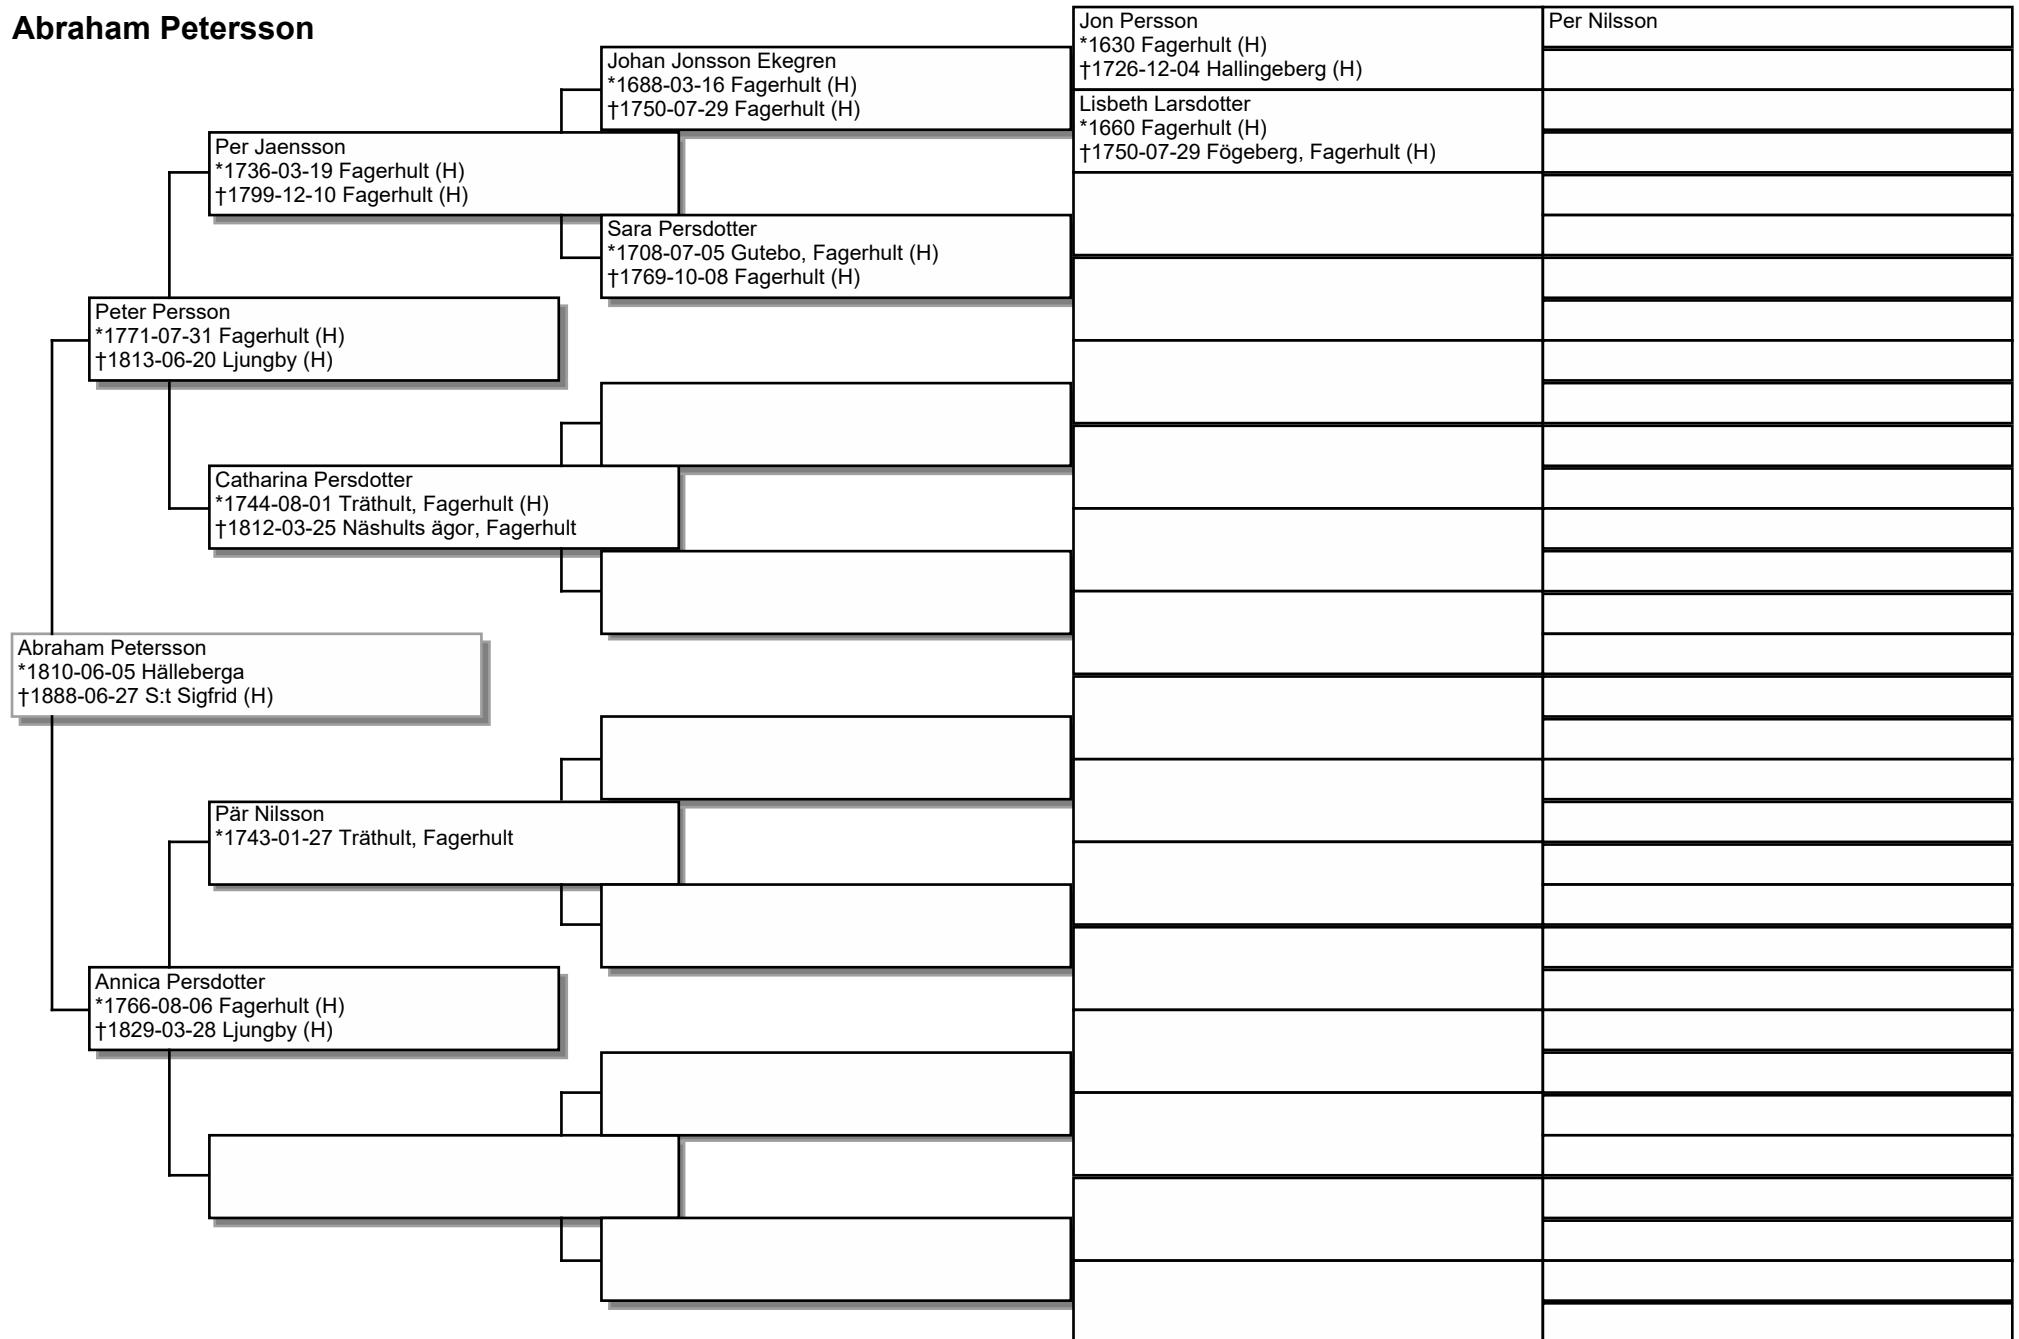 Abraham Petersson
Jon Persson
*1630 Fagerhult (H)
†1726-12-04 Hallingeberg (H)
Per Nilsson
Johan Jonsson Ekegren
*1688-03-16 Fagerhult (H)
†1750-07-29 Fagerhult (H)
Lisbeth Larsdotter
*1660 Fagerhult (H)
†1750-07-29 Fögeberg, Fagerhult (H)
Per Jaensson
*1736-03-19 Fagerhult (H)
†1799-12-10 Fagerhult (H)
Sara Persdotter
*1708-07-05 Gutebo, Fagerhult (H)
†1769-10-08 Fagerhult (H)
Peter Persson
*1771-07-31 Fagerhult (H)
†1813-06-20 Ljungby (H)
Catharina Persdotter
*1744-08-01 Träthult, Fagerhult (H)
†1812-03-25 Näshults ägor, Fagerhult
Abraham Petersson
*1810-06-05 Hälleberga
†1888-06-27 S:t Sigfrid (H)
Pär Nilsson
*1743-01-27 Träthult, Fagerhult
Annica Persdotter
*1766-08-06 Fagerhult (H)
†1829-03-28 Ljungby (H)